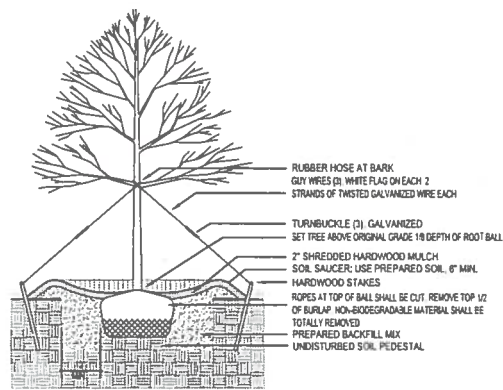 RUBBER HOSE AT BARK
GUY WIRES (3), WHITE FLAG ON EACH 2
STRANDS OF TWISTED GALVANIZED WIRE EACH
TURNBUCKLE (3), GALVANIZED
SET TREE ABOVE ORIGINAL GRADE 1/8 DEPTH OF ROOT BALL
2" SHREDDED HARDWOOD MULCH
SOIL SAUCER: USE PREPARED SOIL, 6" MIN.
HARDWOOD STAKES
ROPES AT TOP OF BALL SHALL BE CUT. REMOVE TOP 1/2
OF BURLAP. NON-BIODEGRADABLE MATERIAL SHALL BE
TOTALLY REMOVED
PREPARED BACKFILL MIX
UNDISTURBED SOIL PEDESTAL